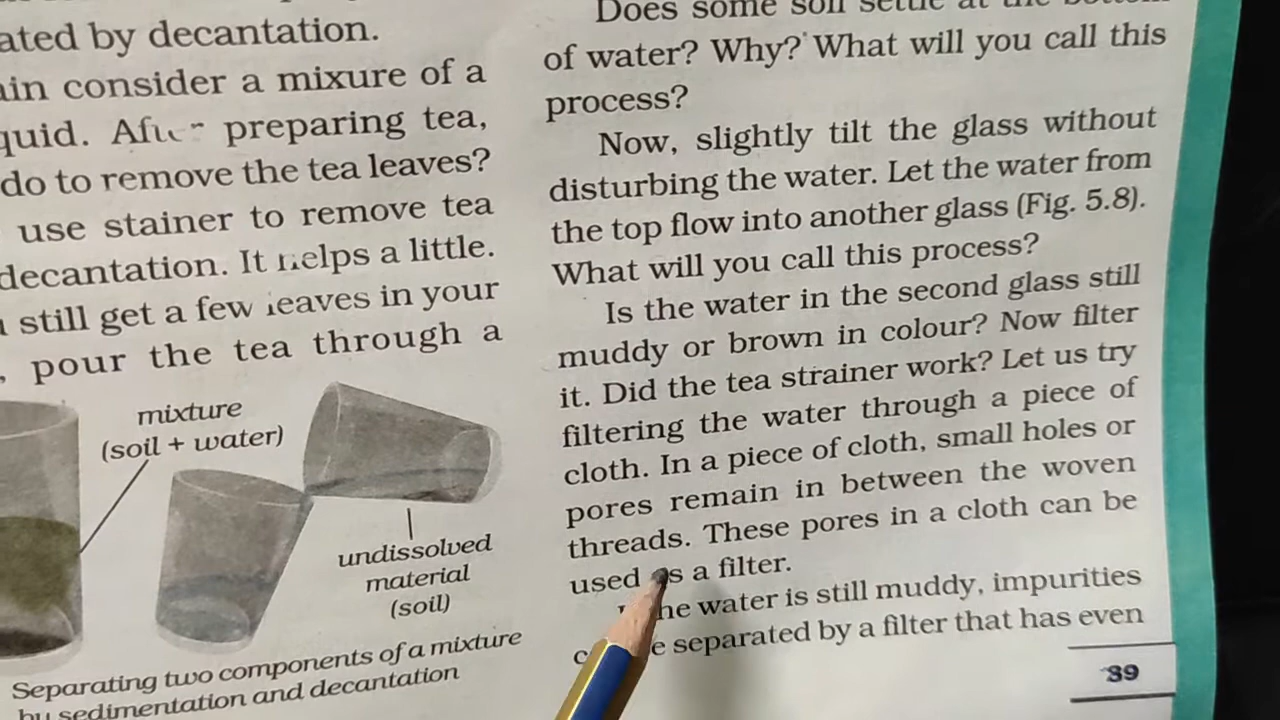 ated by decantation.
ain consider a mixure of a
quid. After preparing tea,
do to remove the tea leaves?
use stainer to remove tea
decantation. It helps a little.
still get a few leaves in your
, pour the tea through a
mixture
(soil + water)
undissolved
material
(soil)
Separating two components of a mixture
by sedimentation and decantation
Does some soil settle at the bottom
of water? Why? What will you call this
process?
Now, slightly tilt the glass without
disturbing the water. Let the water from
the top flow into another glass (Fig. 5.8).
What will you call this process?
Is the water in the second glass still
muddy or brown in colour? Now filter
it. Did the tea strainer work? Let us try
filtering the water through a piece of
cloth. In a piece of cloth, small holes or
pores remain in between the woven
threads. These pores in a cloth can be
used as a filter.
the water is still muddy, impurities
separated by a filter that has even
39